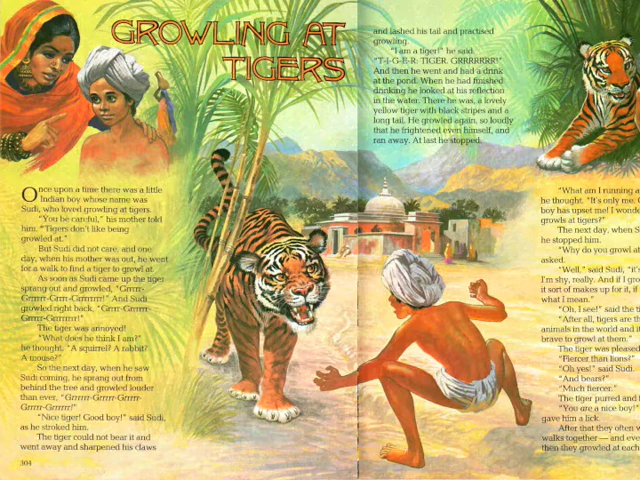 GROWLING AT
TIGERS
Once upon a time there was a little
Indian boy whose name was
Sudi, who loved growling at tigers.
"You be careful," his mother told
him. "Tigers don't like being
growled at."
But Sudi did not care, and one
day, when his mother was out, he went
for a walk to find a tiger to growl at
As soon as Sudi came up the tiger
sprang out and growled, "Grrrr-
Grrrrr-Grrr-Grrrrrrr!" And Sudi
growled right back, "Grrrr-Grrrrr-
Grrrrr-Grrrrrr!"
The tiger was annoyed!
"What does he think I am?"
he thought. "A squirrel? A rabbit?
A mouse?"
So the next day, when he saw
Sudi coming, he sprang out from
behind the tree and growled louder
than ever, "Grrrrrr-Grrrr-Grrrrr-
Grrrr-Grrrrrr!"
"Nice tiger! Good boy!" said Sudi,
as he stroked him.
The tiger could not bear it and
went away and sharpened his claws
304
and lashed his tail and practised
growling.
"I am a tiger!" he said.
"T-I-G-E-R: TIGER. GRRRRRRR!"
And then he went and had a drink
at the pond. When he had finished
drinking he looked at his reflection
in the water. There he was, a lovely
yellow tiger with black stripes and a
long tail. He growled again, so loudly
that he frightened even himself, and
ran away. At last he stopped.
"What am I running
he thought. "It's only me.
boy has upset me! I wonde
growls at tigers?"
The next day, when
he stopped him.
"Why do you growl at
asked.
"Well," said Sudi, "it's
I'm shy, really. And if I gro
it sort of makes up for it, if
what I mean."
"Oh, I see!" said the ti
"After all, tigers are th
animals in the world and it
brave to growl at them."
The tiger was pleased
"Fiercer than lions?"
"Oh yes!" said Sudi.
"And bears?"
"Much fiercer."
The tiger purred and
"You are a nice boy!"
gave him a lick.
After that they often w
walks together — and eve
then they growled at each